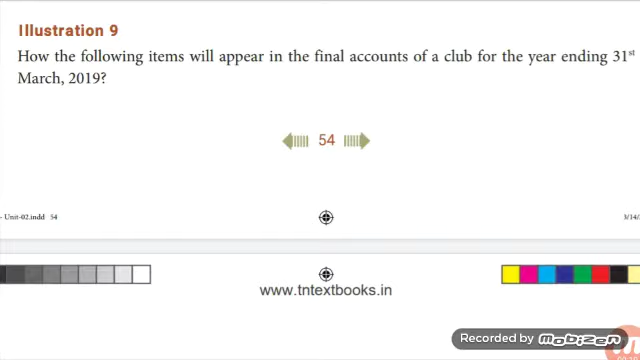 Illustration 9
How the following items will appear in the final accounts of a club for the year ending 31st
March, 2019?
54
- Unit-02.indd 54
3/14/
www.tntextbooks.in
Recorded by MOBIZEN